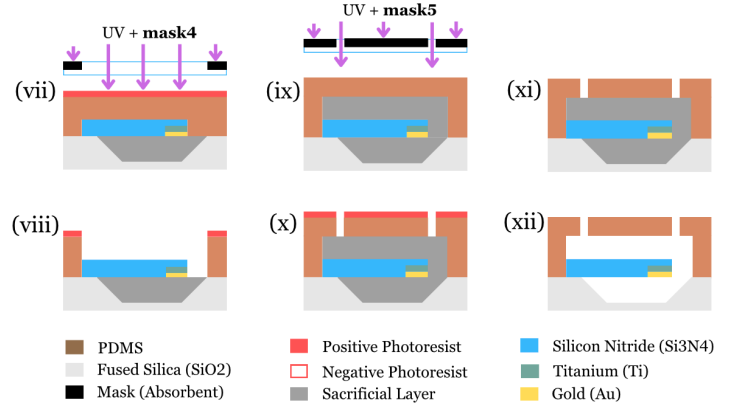 UV + mask4
UV + mask5
(vii)
(ix)
(xi)
(viii)
(x)
(xii)
PDMS
Positive Photoresist
Silicon Nitride (Si3N4)
Fused Silica (SiO2)
Negative Photoresist
Titanium (Ti)
Mask (Absorbent)
Sacrificial Layer
Gold (Au)